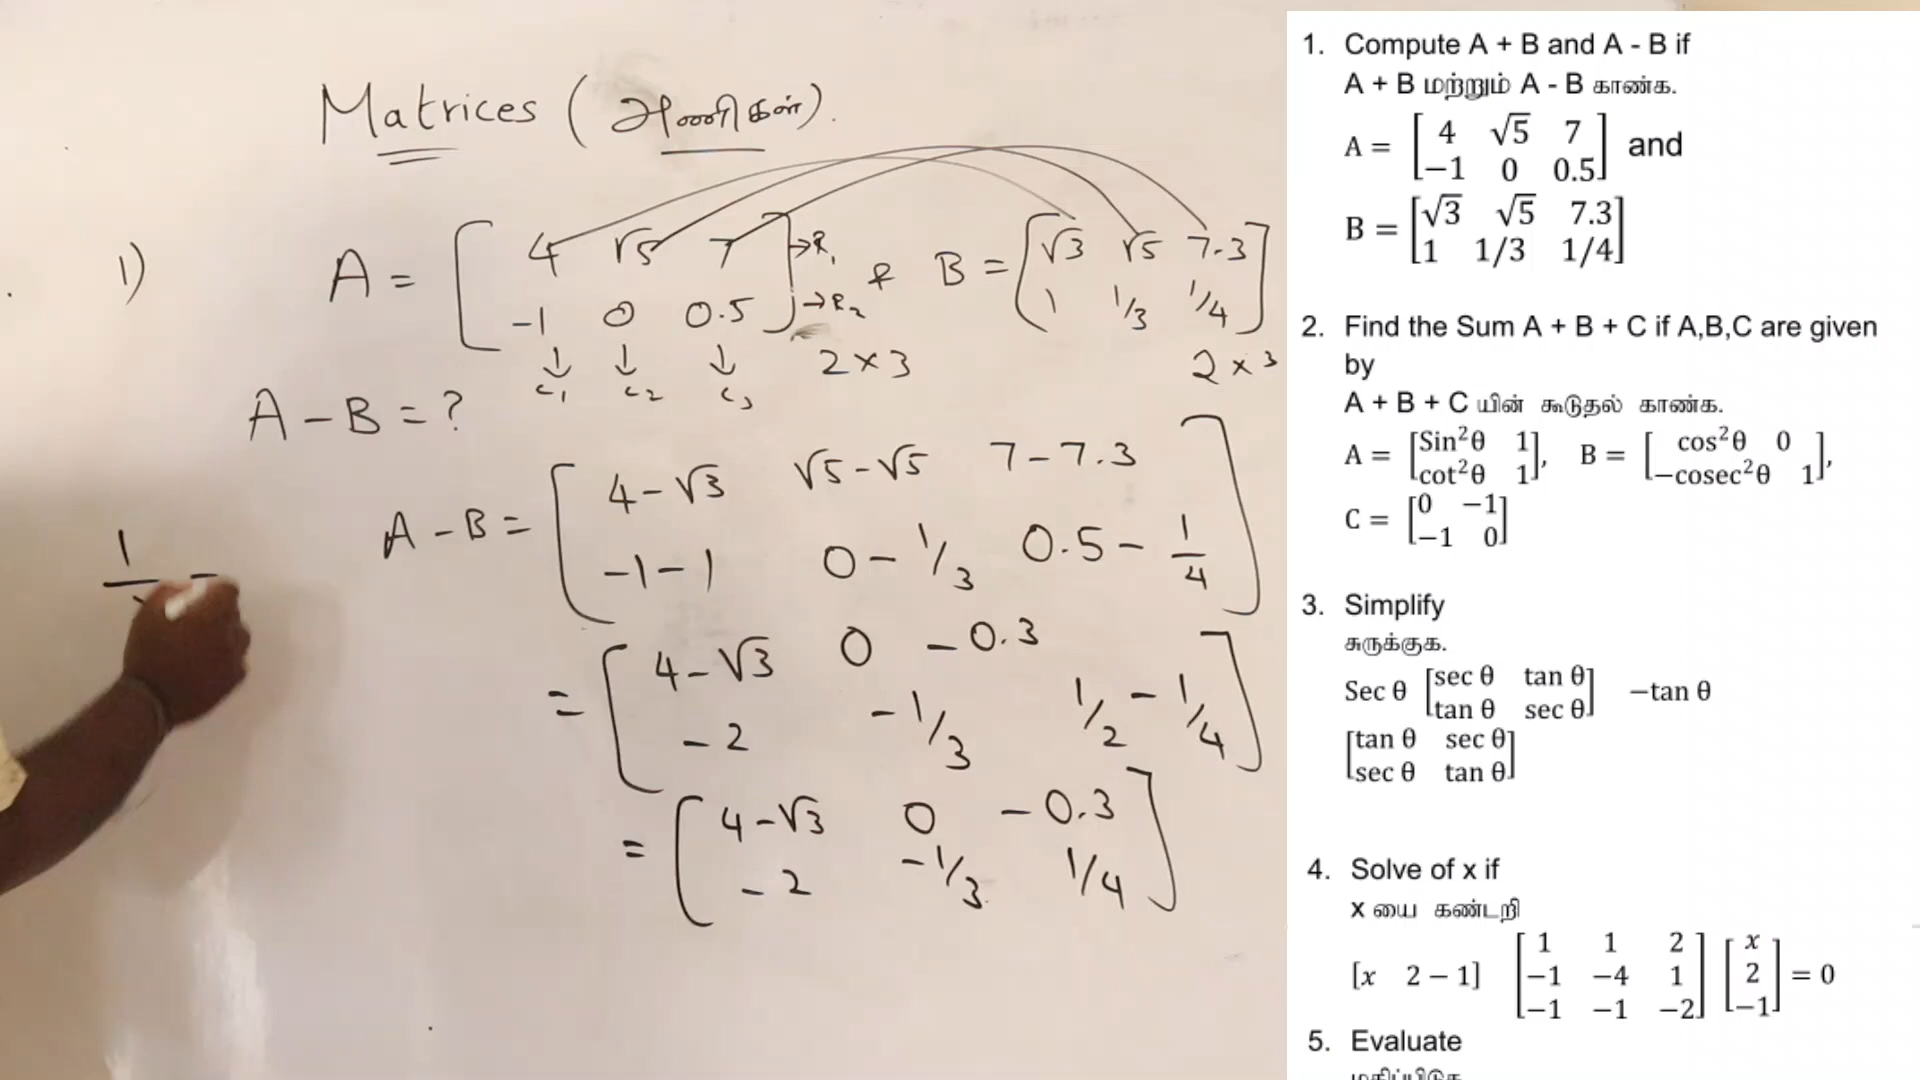 Matrices (அணிகள்).
1) A = [ 4 √5 7 ] →R₁ & B = [ √3 √5 7.3 ]
[ -1 0 0.5 ] →R₂ [ 1 1/3 1/4 ]
↓ ↓ ↓ 2 × 3 2 × 3
C₁ C₂ C₃
A - B = ?
A - B = [ 4-√3 √5-√5 7-7.3 ]
[ -1-1 0-1/3 0.5-1/4 ]
= [ 4-√3 0 -0.3 ]
[ -2 -1/3 1/2-1/4 ]
= [ 4-√3 0 -0.3 ]
[ -2 -1/3 1/4 ]
1. Compute A + B and A - B if
A + B மற்றும் A - B காண்க.
A = [ 4 √5 7 ] and
[ −1 0 0.5 ]
B = [ √3 √5 7.3 ]
[ 1 1/3 1/4 ]
2. Find the Sum A + B + C if A,B,C are given
by
A + B + C யின் கூடுதல் காண்க.
A = [ Sin²θ 1 ], B = [ cos²θ 0 ],
[ cot²θ 1 ] [ −cosec²θ 1 ]
C = [ 0 −1 ]
[ −1 0 ]
3. Simplify
சுருக்குக.
Sec θ [ sec θ tan θ ] −tan θ
[ tan θ sec θ ]
[ tan θ sec θ ]
[ sec θ tan θ ]
4. Solve of x if
x யை கண்டறி
[x 2 − 1] [ 1 1 2 ] [ x ] = 0
[ −1 −4 1 ] [ 2 ]
[ −1 −1 −2 ] [ −1 ]
5. Evaluate